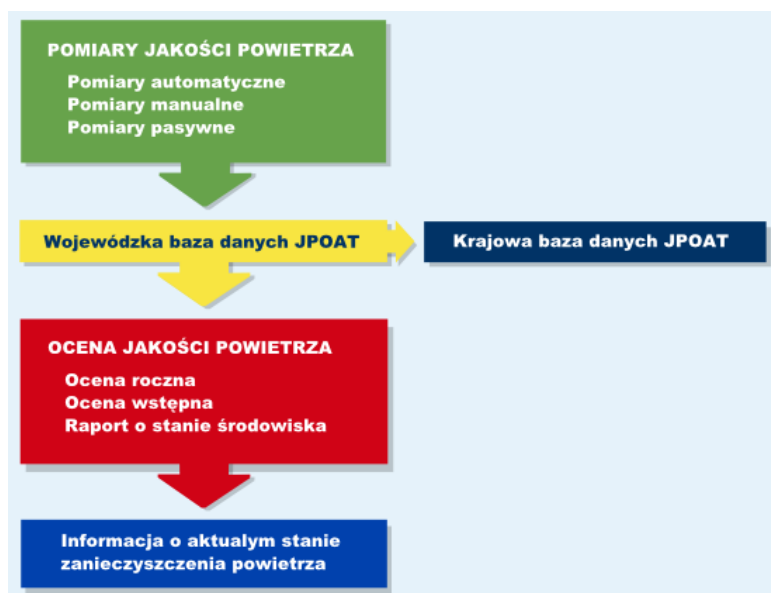 POMIARY JAKOŚCI POWIETRZA
Pomiary automatyczne
Pomiary manualne
Pomiary pasywne
Wojewódzka baza danych JPOAT
Krajowa baza danych JPOAT
OCENA JAKOŚCI POWIETRZA
Ocena roczna
Ocena wstępna
Raport o stanie środowiska
Informacja o aktualym stanie
zanieczyszczenia powietrza